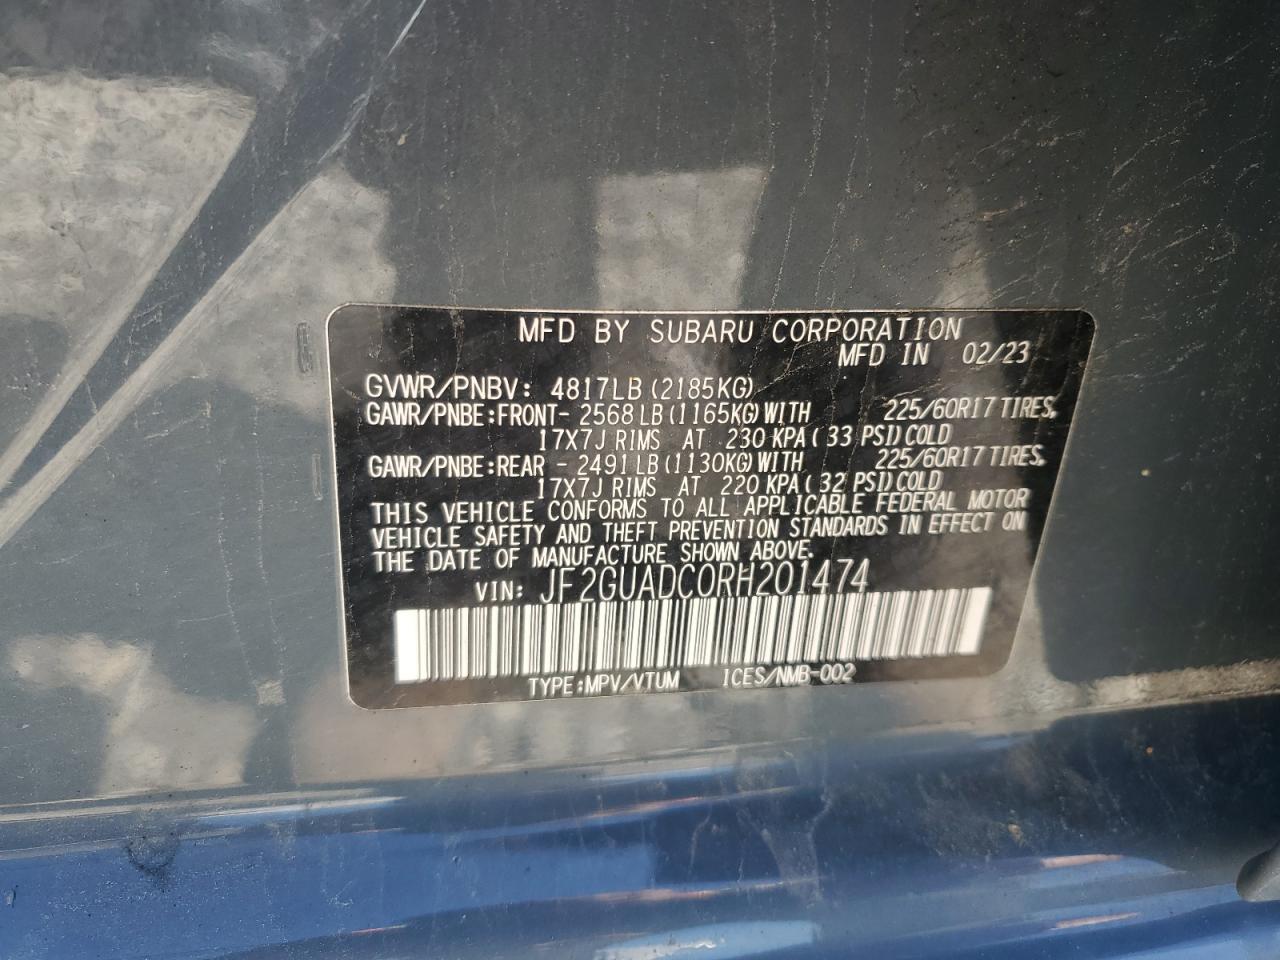 MFD BY SUBARU CORPORATION
MFD IN 02/23
GVWR/PNBV: 4817LB (2185KG)
GAWR/PNBE:FRONT- 2568 LB (1165KG) WITH 225/60R17 TIRES,
17X7J RIMS AT 230 KPA ( 33 PSI) COLD
GAWR/PNBE:REAR - 2491 LB (1130KG) WITH 225/60R17 TIRES,
17X7J RIMS AT 220 KPA ( 32 PSI) COLD
THIS VEHICLE CONFORMS TO ALL APPLICABLE FEDERAL MOTOR
VEHICLE SAFETY AND THEFT PREVENTION STANDARDS IN EFFECT ON
THE DATE OF MANUFACTURE SHOWN ABOVE.
VIN: JF2GUADC0RH201474
TYPE:MPV/VTUM ICES/NMB-002